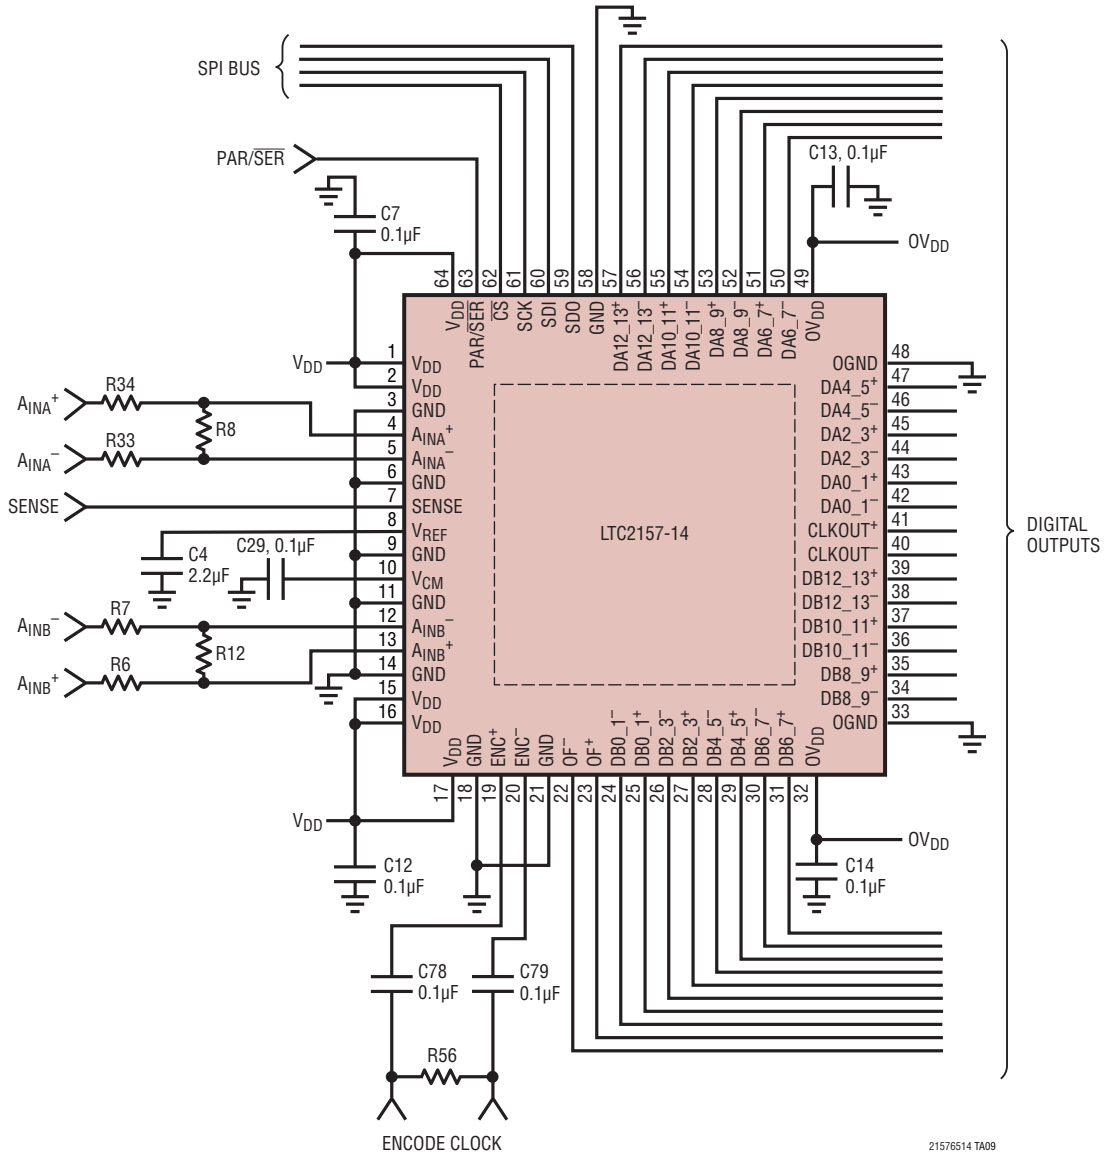 SPI BUS
PAR/SER
C7
0.1µF
C13, 0.1µF
OVDD
64
63
62
61
60
59
58
57
56
55
54
53
52
51
50
49
VDD
PAR/SER
CS
SCK
SDI
SDO
GND
DA12_13+
DA12_13−
DA10_11+
DA10_11−
DA8_9+
DA8_9−
DA6_7+
DA6_7−
OVDD
VDD
1 VDD
2 VDD
3 GND
4 AINA+
5 AINA−
6 GND
7 SENSE
8 VREF
9 GND
10 VCM
11 GND
12 AINB−
13 AINB+
14 GND
15 VDD
16 VDD
AINA+
R34
R8
AINA−
R33
SENSE
C4
2.2µF
C29, 0.1µF
AINB−
R7
R12
AINB+
R6
LTC2157-14
OGND 48
DA4_5+ 47
DA4_5− 46
DA2_3+ 45
DA2_3− 44
DA0_1+ 43
DA0_1− 42
CLKOUT+ 41
CLKOUT− 40
DB12_13+ 39
DB12_13− 38
DB10_11+ 37
DB10_11− 36
DB8_9+ 35
DB8_9− 34
OGND 33
DIGITAL
OUTPUTS
VDD
GND
ENC+
ENC−
GND
OF−
OF+
DB0_1−
DB0_1+
DB2_3−
DB2_3+
DB4_5−
DB4_5+
DB6_7−
DB6_7+
OVDD
17
18
19
20
21
22
23
24
25
26
27
28
29
30
31
32
VDD
C12
0.1µF
OVDD
C14
0.1µF
C78
0.1µF
C79
0.1µF
R56
ENCODE CLOCK
21576514 TA09